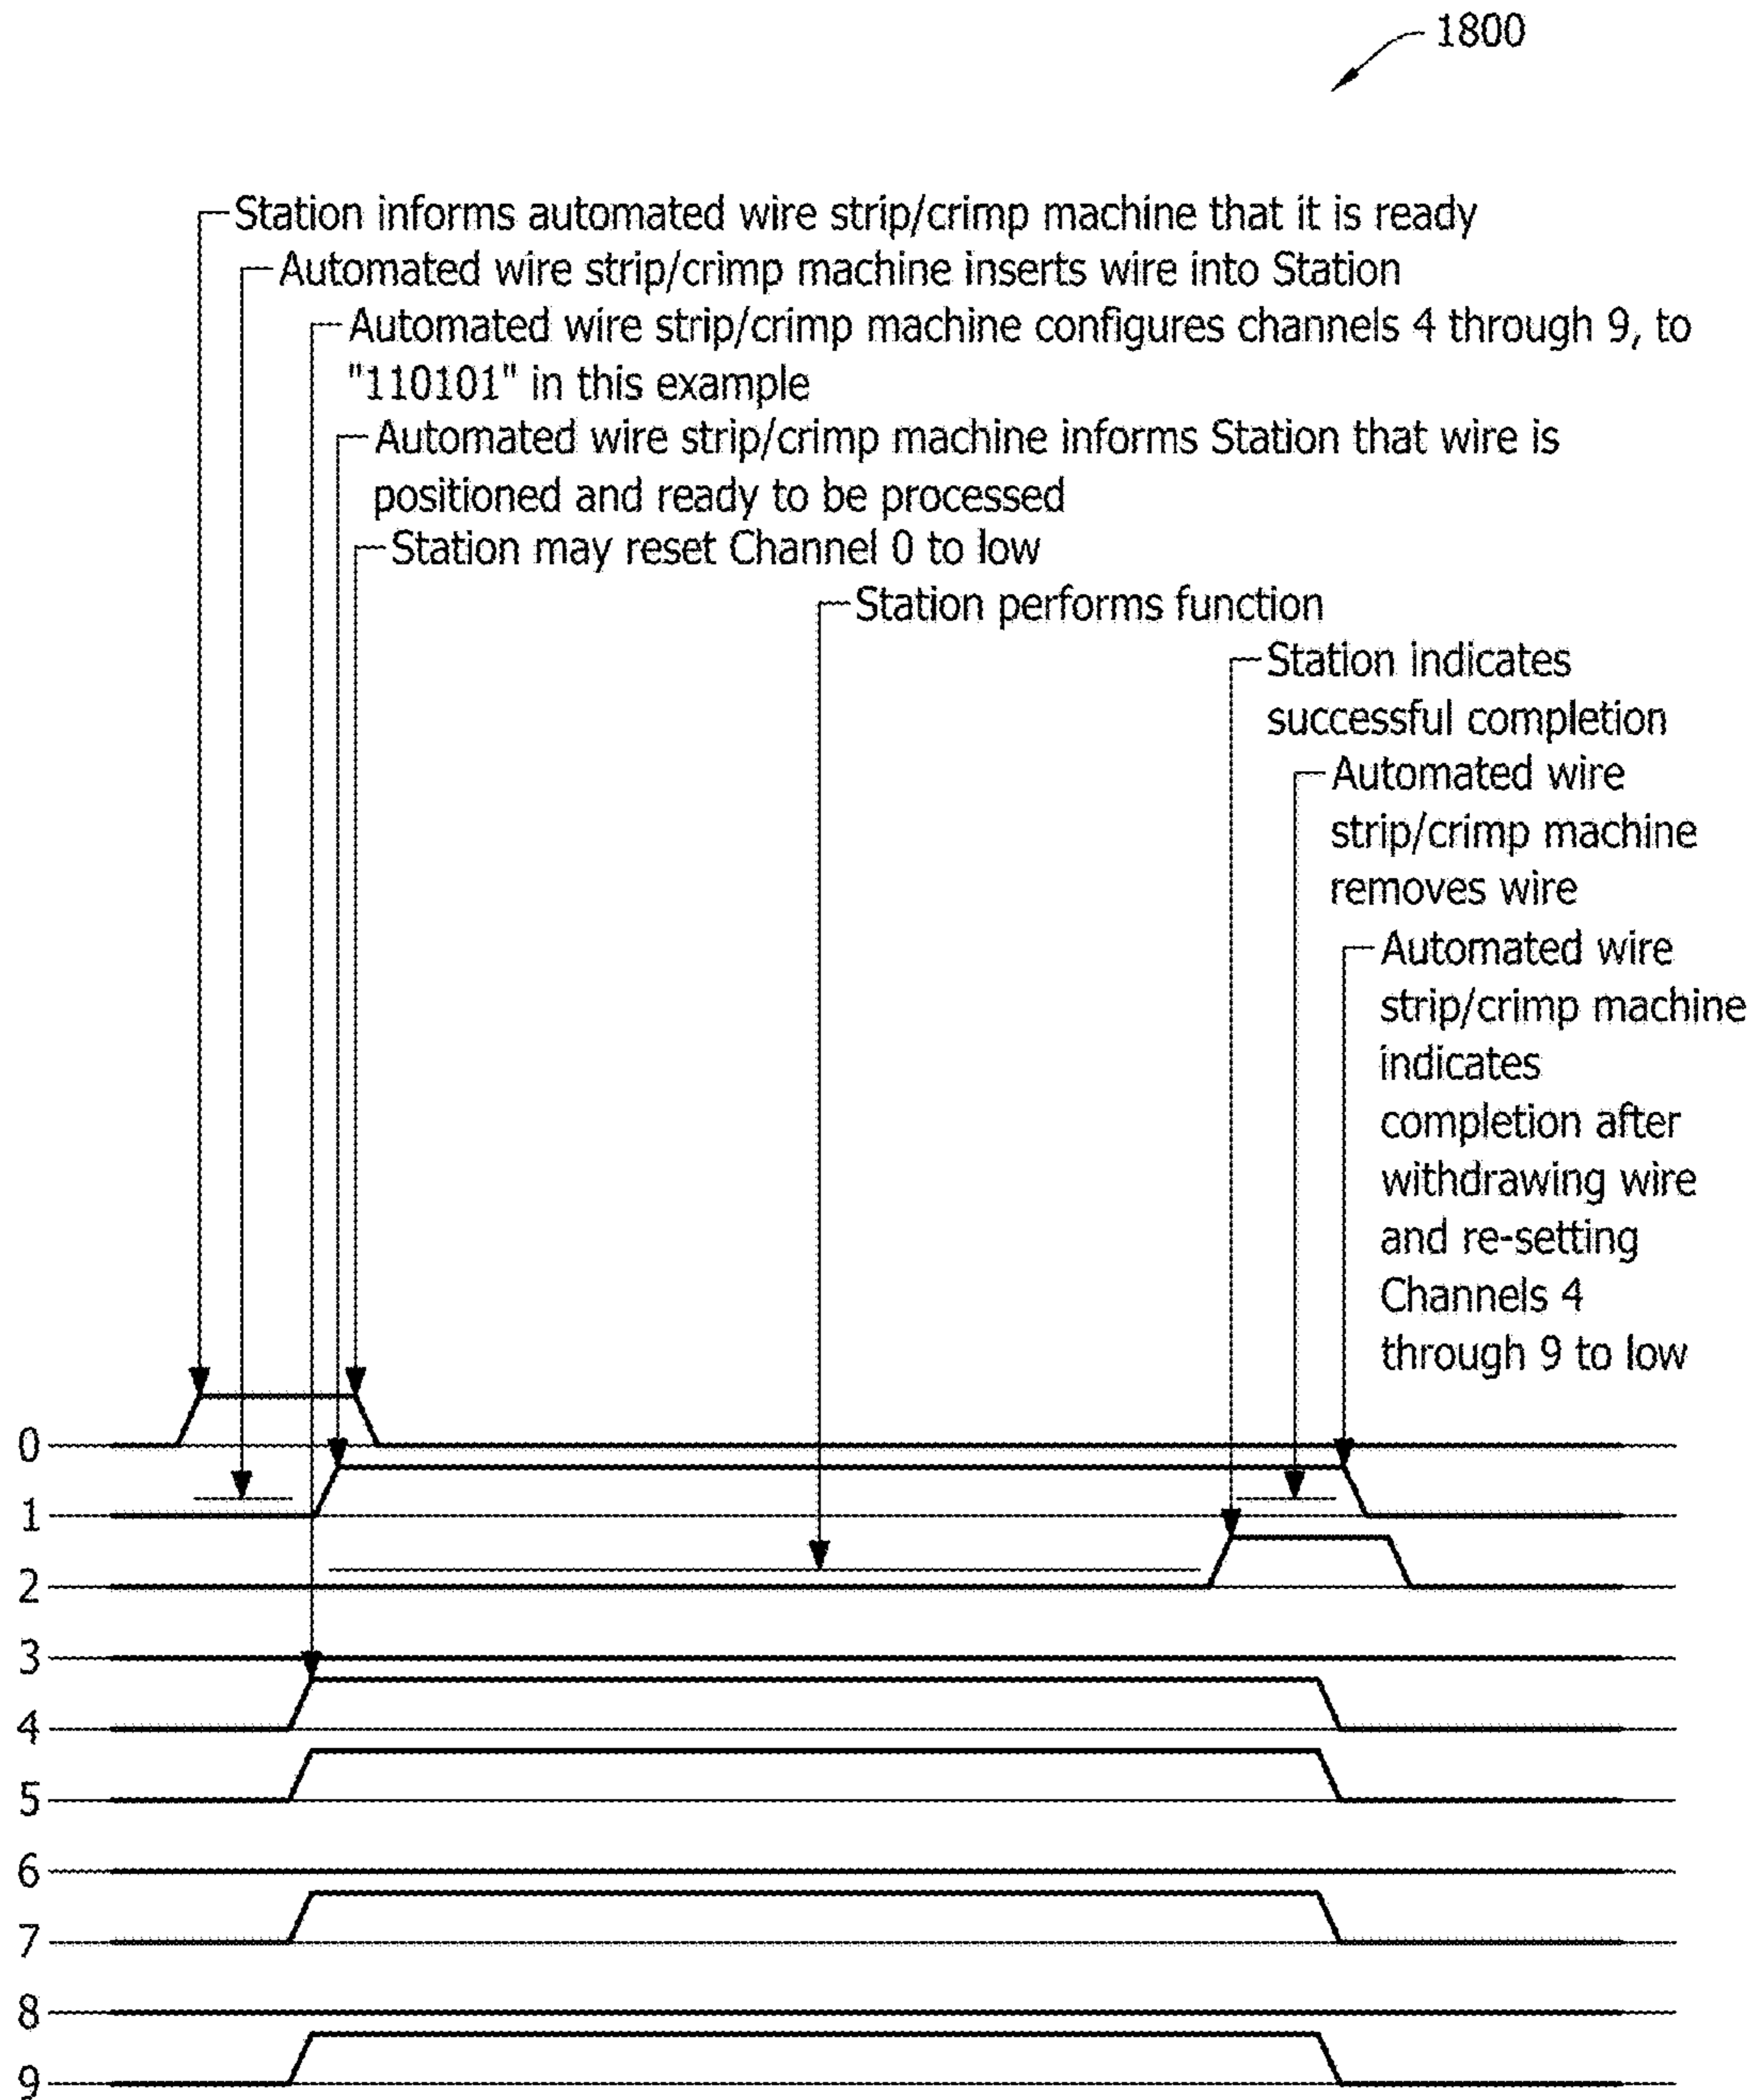 1800
Station informs automated wire strip/crimp machine that it is ready
Automated wire strip/crimp machine inserts wire into Station
Automated wire strip/crimp machine configures channels 4 through 9, to
"110101" in this example
Automated wire strip/crimp machine informs Station that wire is
positioned and ready to be processed
Station may reset Channel 0 to low
Station performs function
Station indicates
successful completion
Automated wire
strip/crimp machine
removes wire
Automated wire
strip/crimp machine
indicates
completion after
withdrawing wire
and re-setting
Channels 4
through 9 to low
0
1
2
3
4
5
6
7
8
9